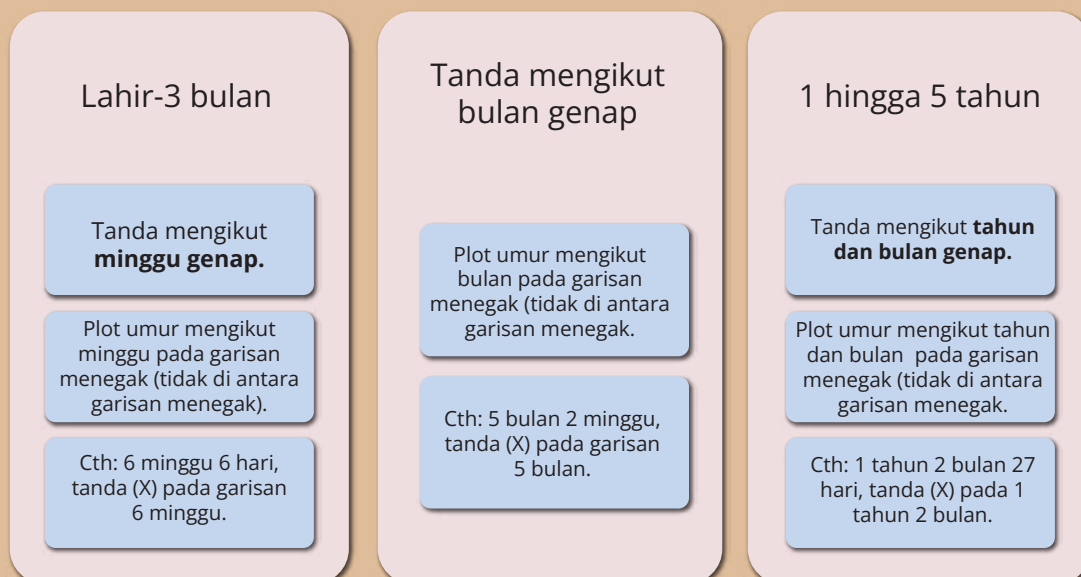 Lahir-3 bulan
Tanda mengikut
minggu genap.
Plot umur mengikut
minggu pada garisan
menegak (tidak di antara
garisan menegak).
Cth: 6 minggu 6 hari,
tanda (X) pada garisan
6 minggu.
Tanda mengikut
bulan genap
Plot umur mengikut
bulan pada garisan
menegak (tidak di antara
garisan menegak.
Cth: 5 bulan 2 minggu,
tanda (X) pada garisan
5 bulan.
1 hingga 5 tahun
Tanda mengikut tahun
dan bulan genap.
Plot umur mengikut tahun
dan bulan pada garisan
menegak (tidak di antara
garisan menegak.
Cth: 1 tahun 2 bulan 27
hari, tanda (X) pada 1
tahun 2 bulan.